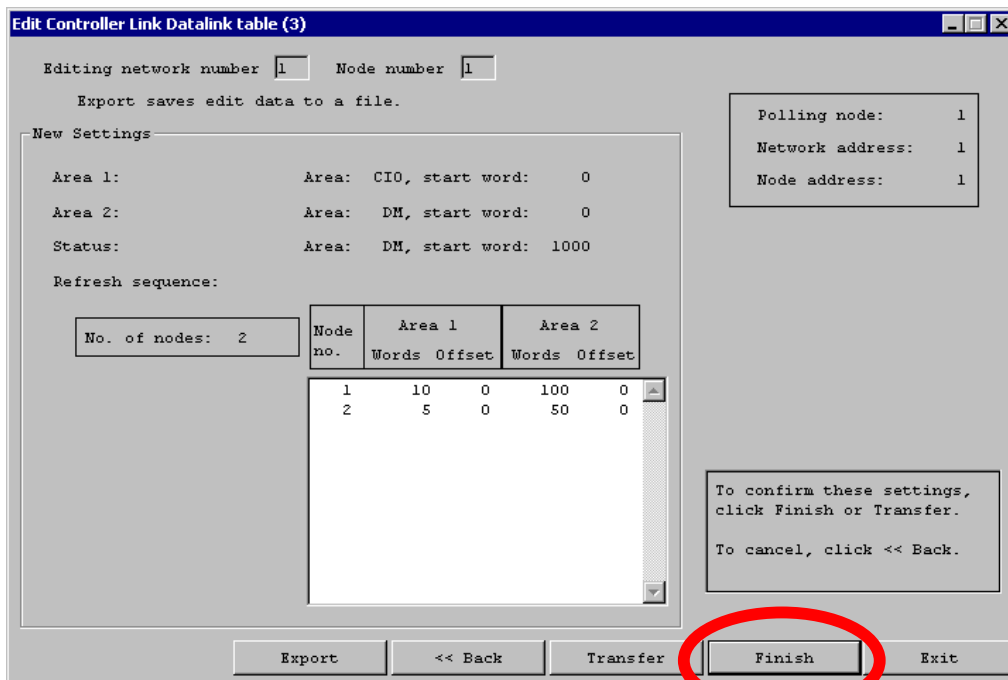 Edit Controller Link Datalink table (3)
Editing network number 1 Node number 1
Export saves edit data to a file.
Polling node: 1
Network address: 1
Node address: 1
New Settings
Area 1: Area: CIO, start word: 0
Area 2: Area: DM, start word: 0
Status: Area: DM, start word: 1000
Refresh sequence:
No. of nodes: 2
Node no. Area 1 Area 2
Words Offset Words Offset
1 10 0 100 0
2 5 0 50 0
To confirm these settings,
click Finish or Transfer.
To cancel, click << Back.
Export << Back Transfer Finish Exit